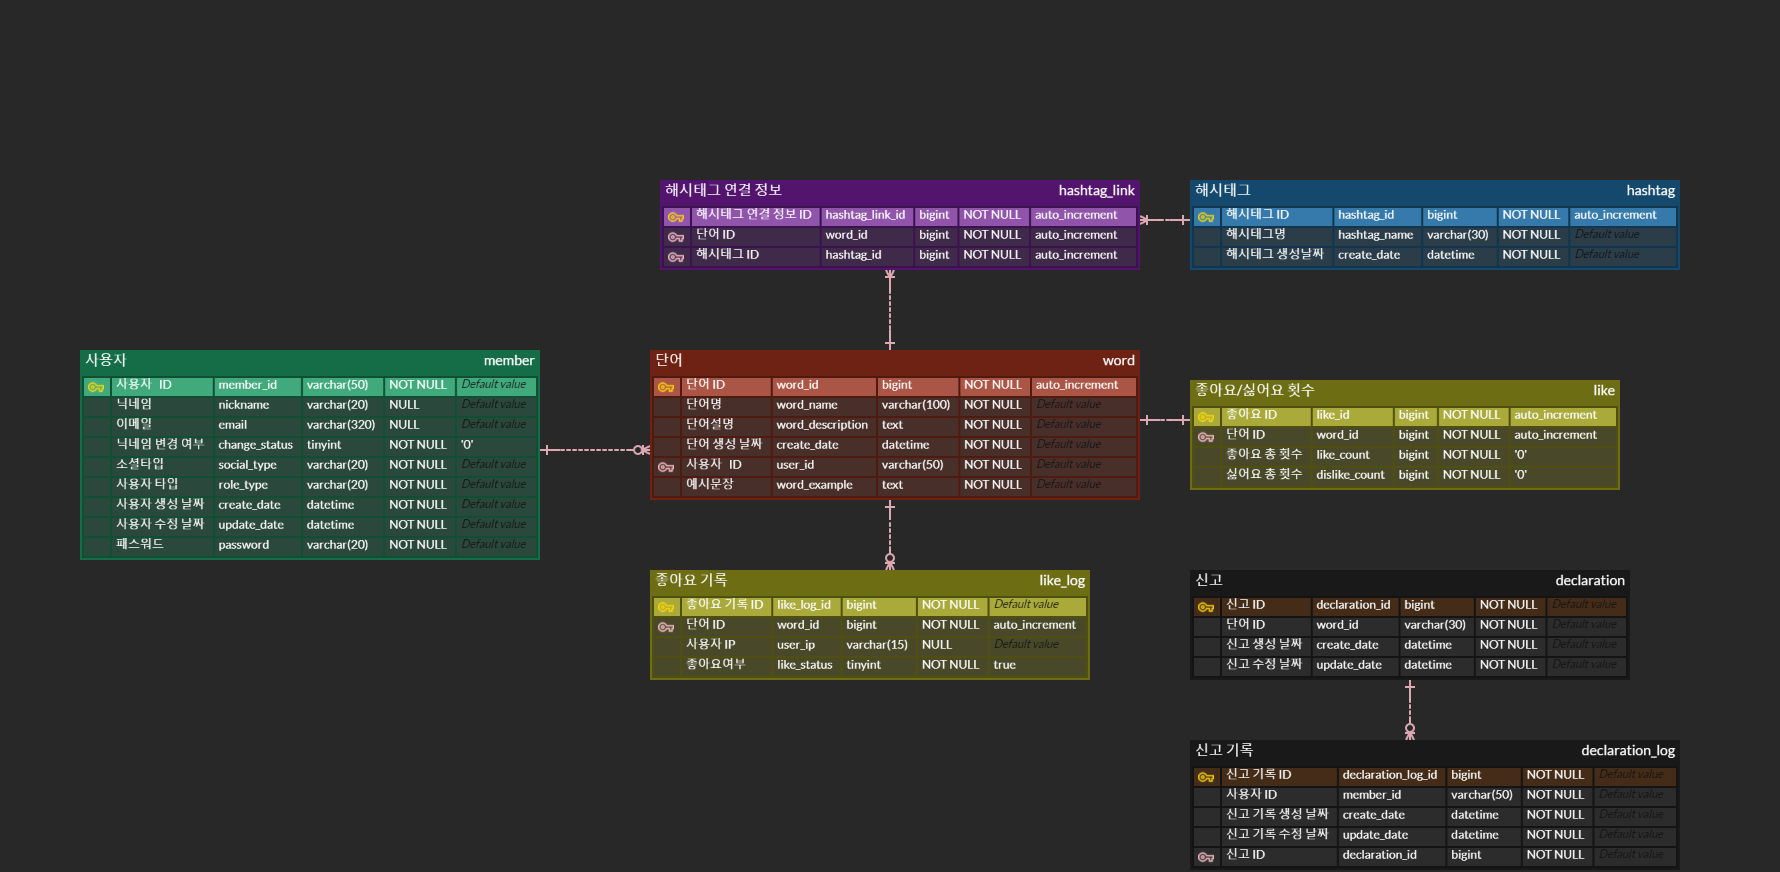 해시태그 연결 정보 hashtag_link
해시태그 연결 정보 ID hashtag_link_id bigint NOT NULL auto_increment
단어 ID word_id bigint NOT NULL auto_increment
해시태그 ID hashtag_id bigint NOT NULL auto_increment
해시태그 hashtag
해시태그 ID hashtag_id bigint NOT NULL auto_increment
해시태그명 hashtag_name varchar(30) NOT NULL Default value
해시태그 생성날짜 create_date datetime NOT NULL Default value
사용자 member
사용자 ID member_id varchar(50) NOT NULL Default value
닉네임 nickname varchar(20) NULL Default value
이메일 email varchar(320) NULL Default value
닉네임 변경 여부 change_status tinyint NOT NULL '0'
소셜타입 social_type varchar(20) NOT NULL Default value
사용자 타입 role_type varchar(20) NOT NULL Default value
사용자 생성 날짜 create_date datetime NOT NULL Default value
사용자 수정 날짜 update_date datetime NOT NULL Default value
패스워드 password varchar(20) NOT NULL Default value
단어 word
단어 ID word_id bigint NOT NULL auto_increment
단어명 word_name varchar(100) NOT NULL Default value
단어설명 word_description text NOT NULL Default value
단어 생성 날짜 create_date datetime NOT NULL Default value
사용자 ID user_id varchar(50) NOT NULL Default value
예시문장 word_example text NOT NULL Default value
좋아요/싫어요 횟수 like
좋아요 ID like_id bigint NOT NULL auto_increment
단어 ID word_id bigint NOT NULL auto_increment
좋아요 총 횟수 like_count bigint NOT NULL '0'
싫어요 총 횟수 dislike_count bigint NOT NULL '0'
좋아요 기록 like_log
좋아요 기록 ID like_log_id bigint NOT NULL Default value
단어 ID word_id bigint NOT NULL auto_increment
사용자 IP user_ip varchar(15) NULL Default value
좋아요여부 like_status tinyint NOT NULL true
신고 declaration
신고 ID declaration_id bigint NOT NULL Default value
단어 ID word_id varchar(30) NOT NULL Default value
신고 생성 날짜 create_date datetime NOT NULL Default value
신고 수정 날짜 update_date datetime NOT NULL Default value
신고 기록 declaration_log
신고 기록 ID declaration_log_id bigint NOT NULL Default value
사용자 ID member_id varchar(50) NOT NULL Default value
신고 기록 생성 날짜 create_date datetime NOT NULL Default value
신고 기록 수정 날짜 update_date datetime NOT NULL Default value
신고 ID declaration_id bigint NOT NULL Default value